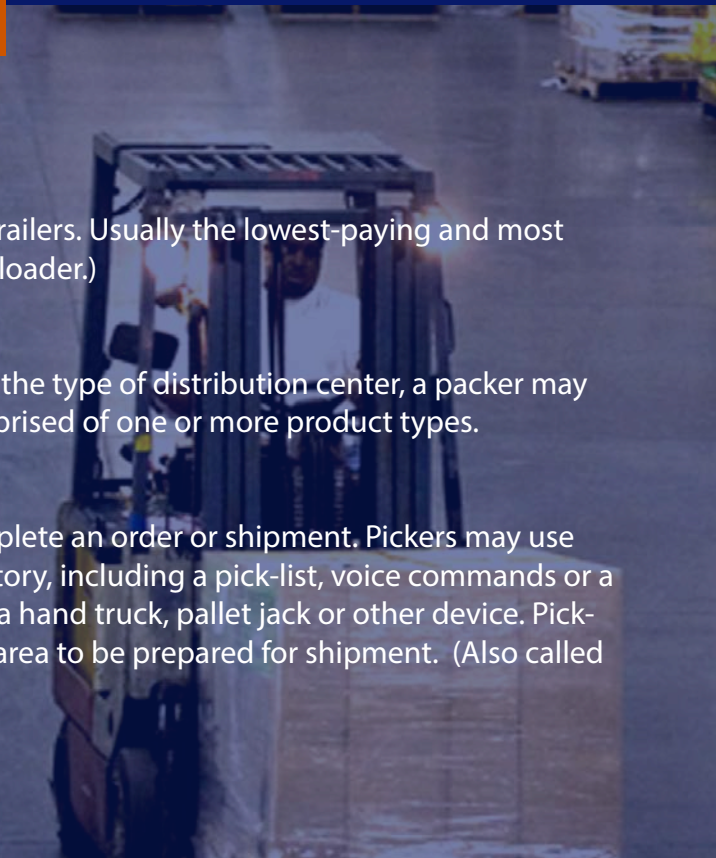 railers. Usually the lowest-paying and most
loader.)
the type of distribution center, a packer may
prised of one or more product types.
plete an order or shipment. Pickers may use
tory, including a pick-list, voice commands or a
a hand truck, pallet jack or other device. Pick-
area to be prepared for shipment.  (Also called